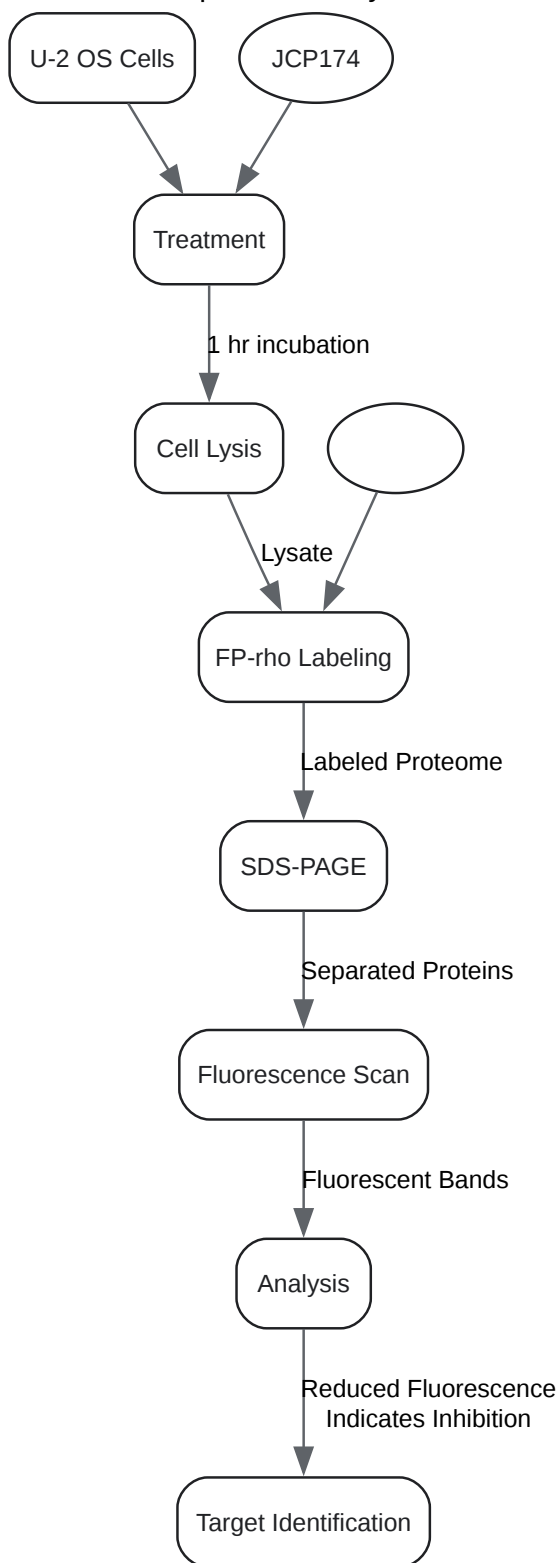 U-2 OS Cells
JCP174
Treatment
1 hr incubation
Cell Lysis
Lysate
FP-rho Labeling
Labeled Proteome
SDS-PAGE
Separated Proteins
Fluorescence Scan
Fluorescent Bands
Analysis
Reduced Fluorescence
Indicates Inhibition
Target Identification